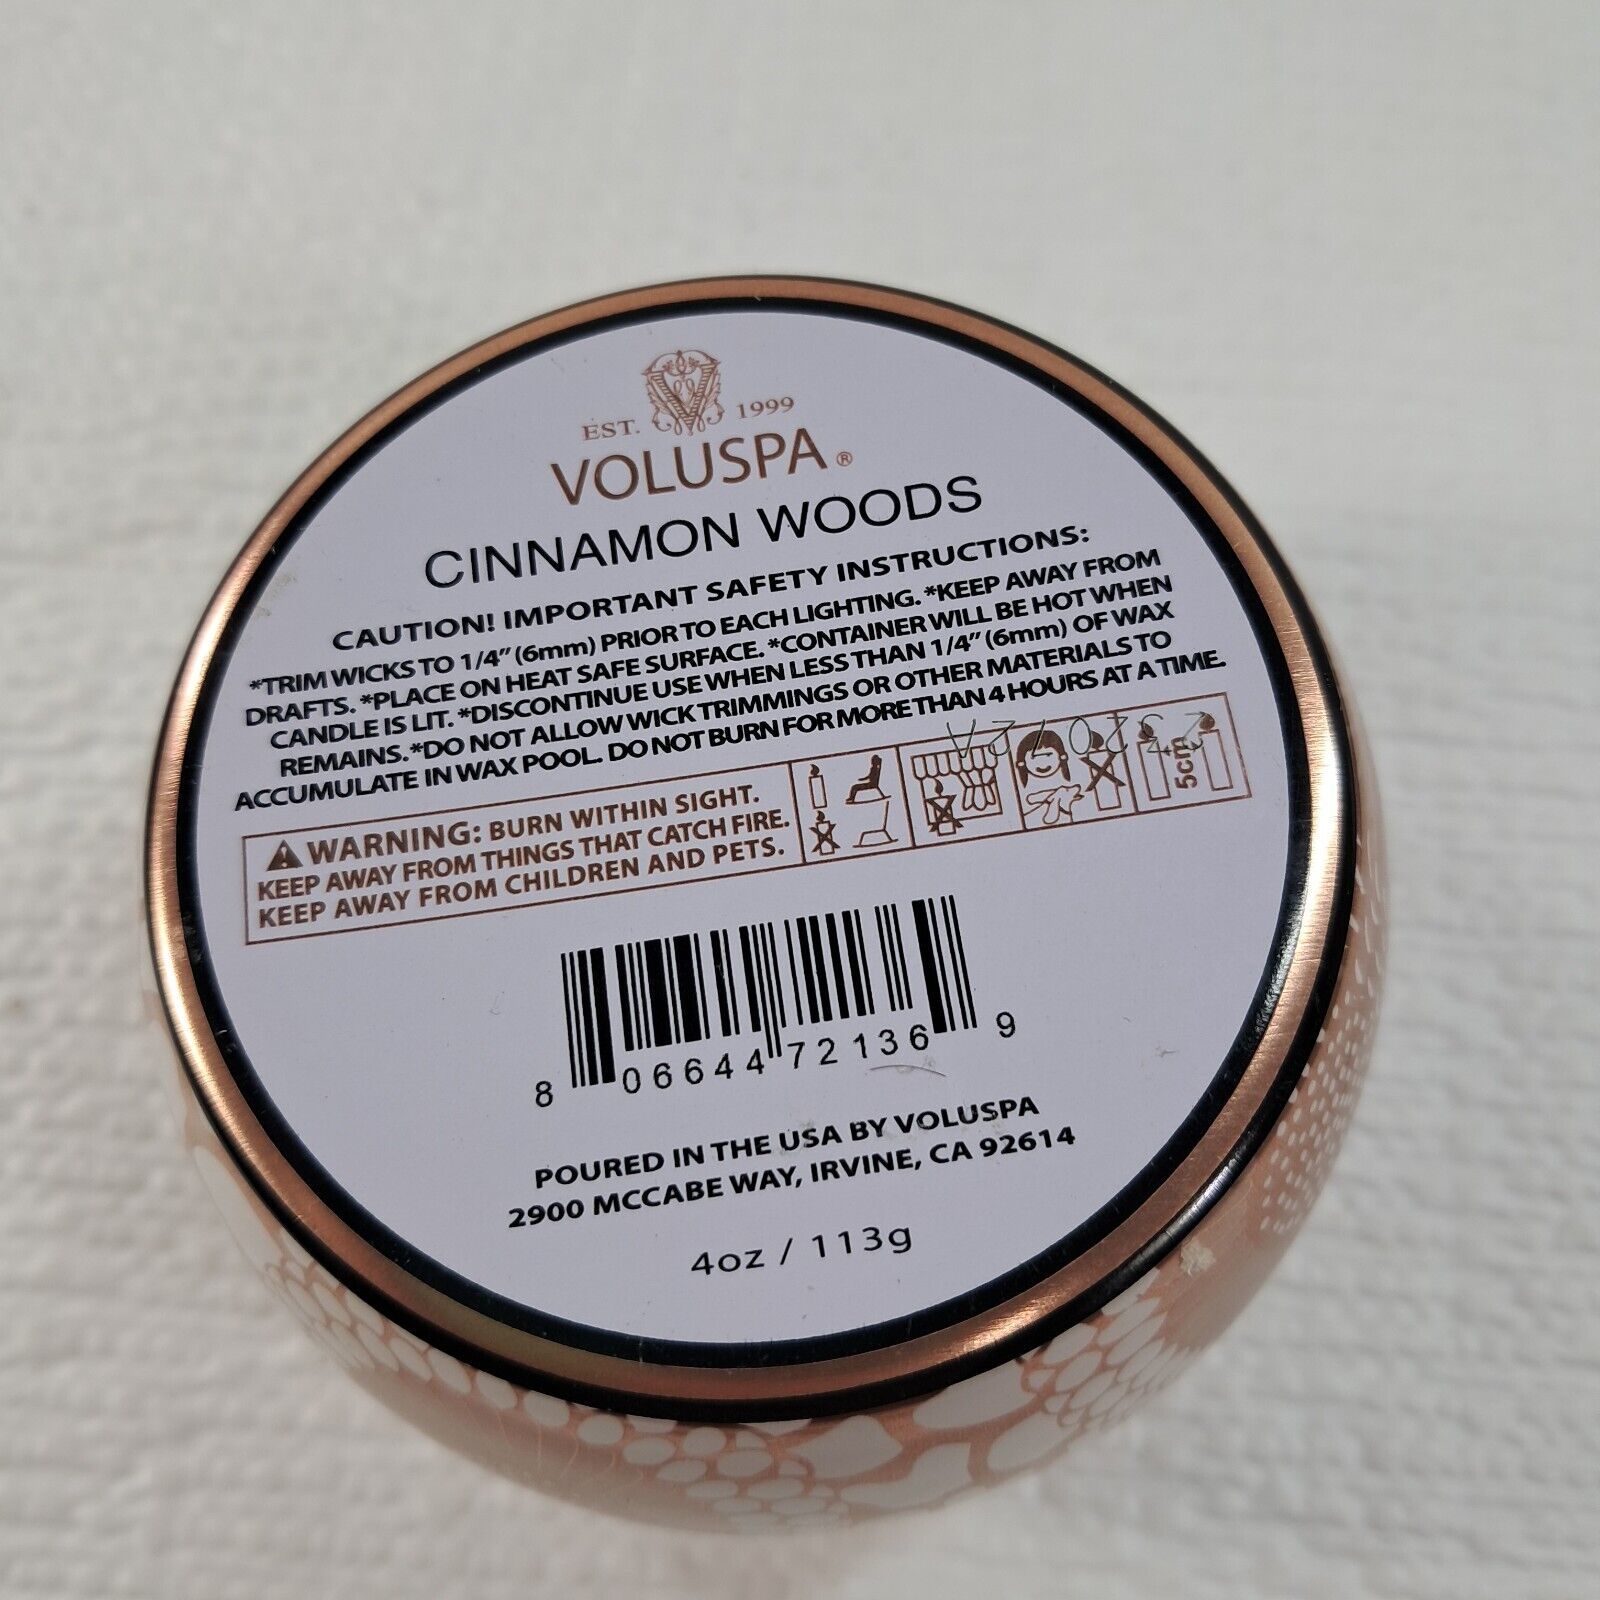 EST. 1999
VOLUSPA®
CINNAMON WOODS
CAUTION! IMPORTANT SAFETY INSTRUCTIONS:
*TRIM WICKS TO 1/4" (6mm) PRIOR TO EACH LIGHTING. *KEEP AWAY FROM
DRAFTS. *PLACE ON HEAT SAFE SURFACE. *CONTAINER WILL BE HOT WHEN
CANDLE IS LIT. *DISCONTINUE USE WHEN LESS THAN 1/4" (6mm) OF WAX
REMAINS. *DO NOT ALLOW WICK TRIMMINGS OR OTHER MATERIALS TO
ACCUMULATE IN WAX POOL. DO NOT BURN FOR MORE THAN 4 HOURS AT A TIME.
WARNING: BURN WITHIN SIGHT.
KEEP AWAY FROM THINGS THAT CATCH FIRE.
KEEP AWAY FROM CHILDREN AND PETS.
5cm
8 06644 72136 9
POURED IN THE USA BY VOLUSPA
2900 MCCABE WAY, IRVINE, CA 92614
4oz / 113g